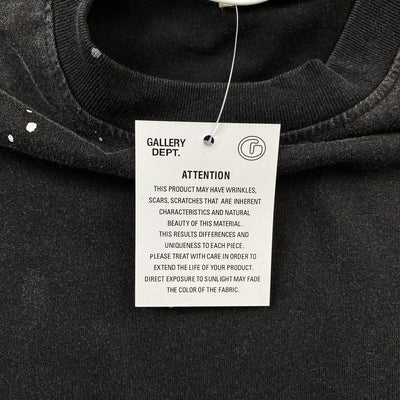 GALLERY
DEPT.
G
ATTENTION
THIS PRODUCT MAY HAVE WRINKLES,
SCARS, SCRATCHES THAT ARE INHERENT
CHARACTERISTICS AND NATURAL
BEAUTY OF THIS MATERIAL.
THIS RESULTS DIFFERENCES AND
UNIQUENESS TO EACH PIECE.
PLEASE TREAT WITH CARE IN ORDER TO
EXTEND THE LIFE OF YOUR PRODUCT.
DIRECT EXPOSURE TO SUNLIGHT MAY FADE
THE COLOR OF THE FABRIC.